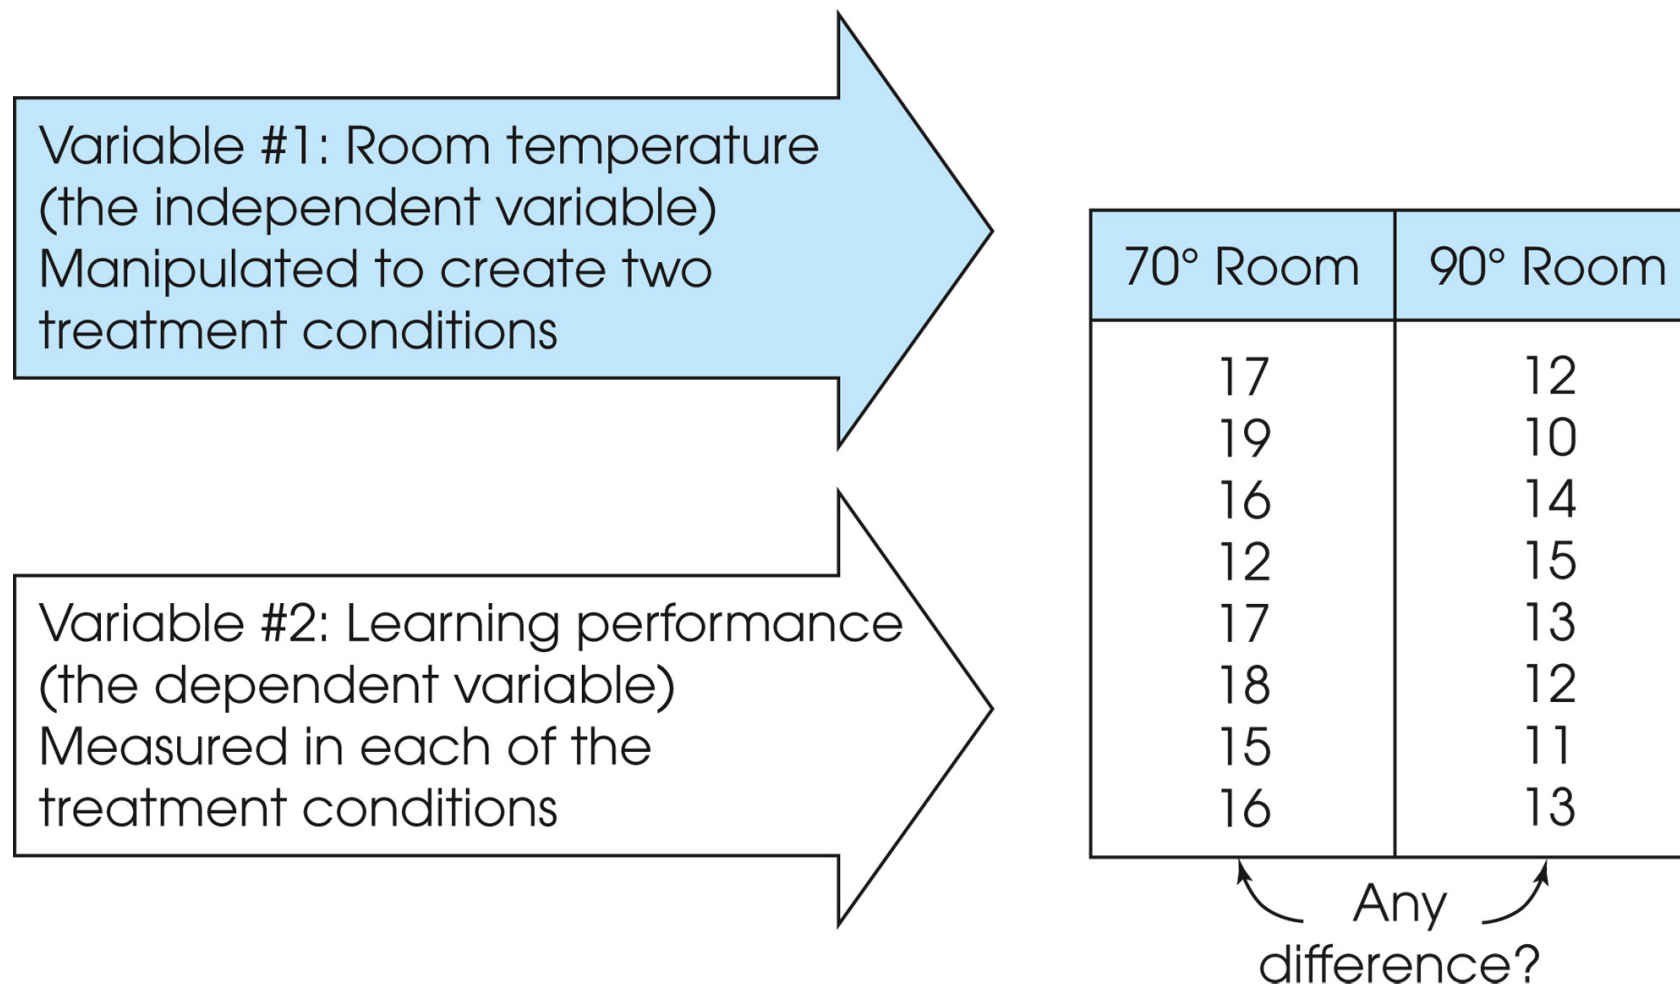 Variable #1: Room temperature
(the independent variable)
Manipulated to create two
treatment conditions
Variable #2: Learning performance
(the dependent variable)
Measured in each of the
treatment conditions
70° Room 90° Room
17 12
19 10
16 14
12 15
17 13
18 12
15 11
16 13
Any
difference?